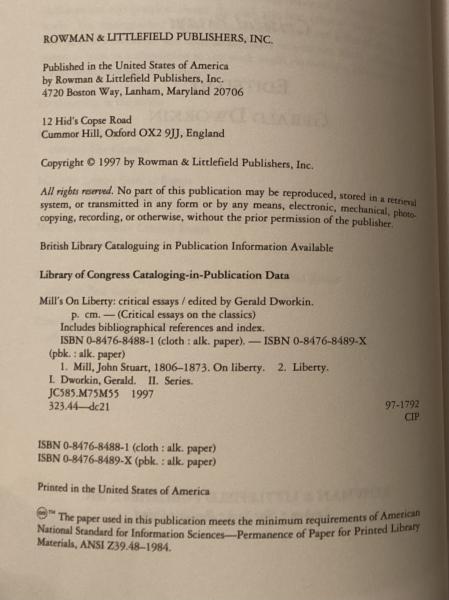 ROWMAN & LITTLEFIELD PUBLISHERS, INC.
Published in the United States of America
by Rowman & Littlefield Publishers, Inc.
4720 Boston Way, Lanham, Maryland 20706
12 Hid's Copse Road
Cummor Hill, Oxford OX2 9JJ, England
Copyright © 1997 by Rowman & Littlefield Publishers, Inc.
All rights reserved. No part of this publication may be reproduced, stored in a retrieval
system, or transmitted in any form or by any means, electronic, mechanical, photo-
copying, recording, or otherwise, without the prior permission of the publisher.
British Library Cataloguing in Publication Information Available
Library of Congress Cataloging-in-Publication Data
Mill's On Liberty: critical essays / edited by Gerald Dworkin.
p. cm. — (Critical essays on the classics)
Includes bibliographical references and index.
ISBN 0-8476-8488-1 (cloth : alk. paper). — ISBN 0-8476-8489-X
(pbk. : alk. paper)
1. Mill, John Stuart, 1806–1873. On liberty. 2. Liberty.
I. Dworkin, Gerald. II. Series.
JC585.M75M55 1997
323.44—dc21 97-1792
CIP
ISBN 0-8476-8488-1 (cloth : alk. paper)
ISBN 0-8476-8489-X (pbk. : alk. paper)
Printed in the United States of America
♾™ The paper used in this publication meets the minimum requirements of American
National Standard for Information Sciences—Permanence of Paper for Printed Library
Materials, ANSI Z39.48–1984.